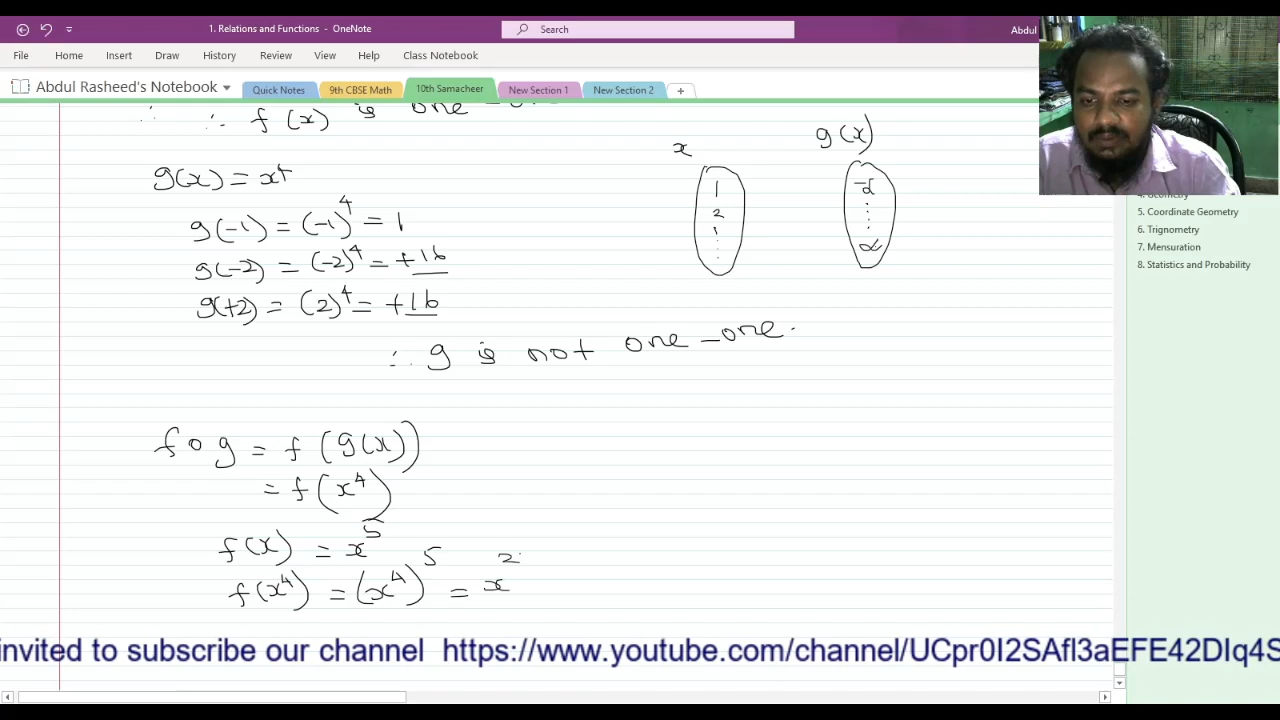 1. Relations and Functions - OneNote
Search
Abdul
File Home Insert Draw History Review View Help Class Notebook
Abdul Rasheed's Notebook
Quick Notes 9th CBSE Math 10th Samacheer New Section 1 New Section 2
∴ f(x) is one -
x g(x)
g(x) = x⁴
1
2
-α
α
g(-1) = (-1)⁴ = 1
g(-2) = (-2)⁴ = +16
g(+2) = (2)⁴ = +16
∴ g is not one-one.
f o g = f(g(x))
= f(x⁴)
f(x) = x⁵
f(x⁴) = (x⁴)⁵ = x²
5. Coordinate Geometry
6. Trignometry
7. Mensuration
8. Statistics and Probability
invited to subscribe our channel https://www.youtube.com/channel/UCpr0I2SAfl3aEFE42DIq4S